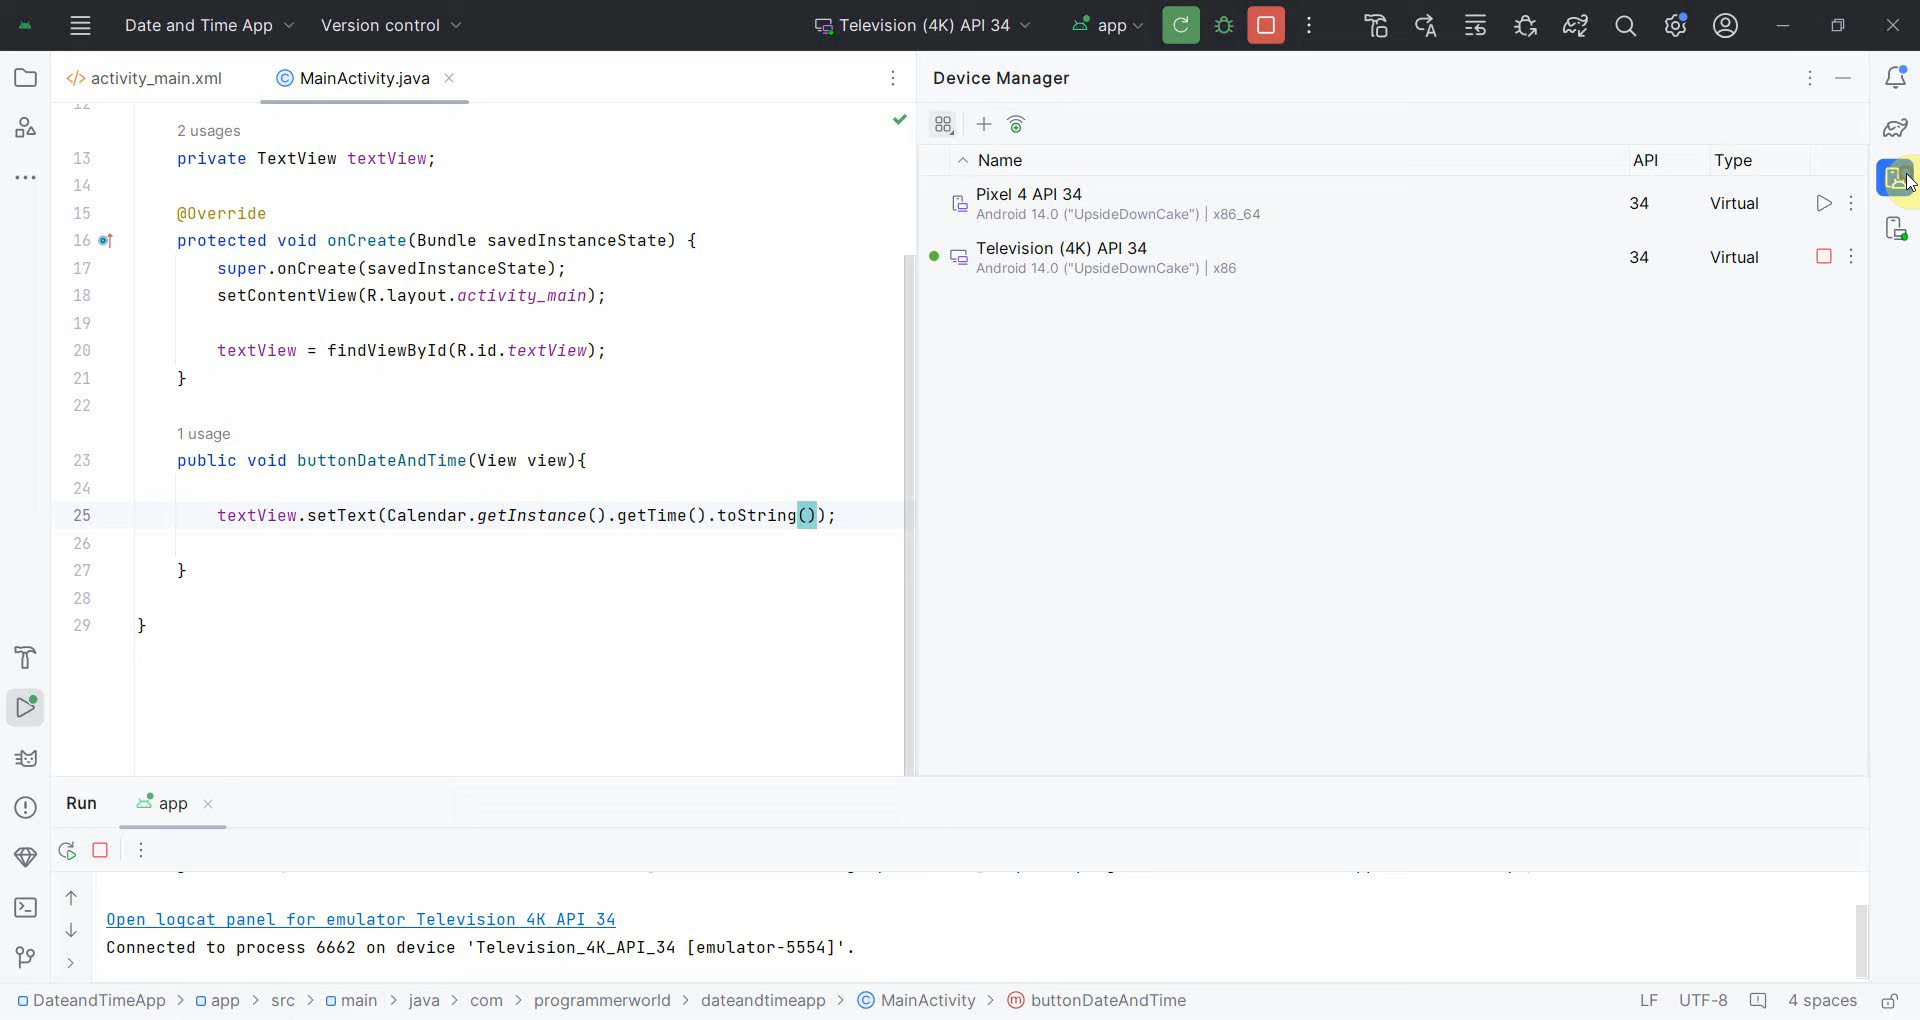 Date and Time App
Version control
Television (4K) API 34
app
activity_main.xml
MainActivity.java
12
2 usages
13 private TextView textView;
14
15 @Override
16 protected void onCreate(Bundle savedInstanceState) {
17 super.onCreate(savedInstanceState);
18 setContentView(R.layout.activity_main);
19
20 textView = findViewById(R.id.textView);
21 }
22
1 usage
23 public void buttonDateAndTime(View view){
24
25 textView.setText(Calendar.getInstance().getTime().toString());
26
27 }
28
29 }
Device Manager
Name API Type
Pixel 4 API 34
Android 14.0 ("UpsideDownCake") | x86_64
34 Virtual
Television (4K) API 34
Android 14.0 ("UpsideDownCake") | x86
34 Virtual
Run app
Open logcat panel for emulator Television 4K API 34
Connected to process 6662 on device 'Television_4K_API_34 [emulator-5554]'.
DateandTimeApp > app > src > main > java > com > programmerworld > dateandtimeapp > MainActivity > buttonDateAndTime
LF UTF-8 4 spaces